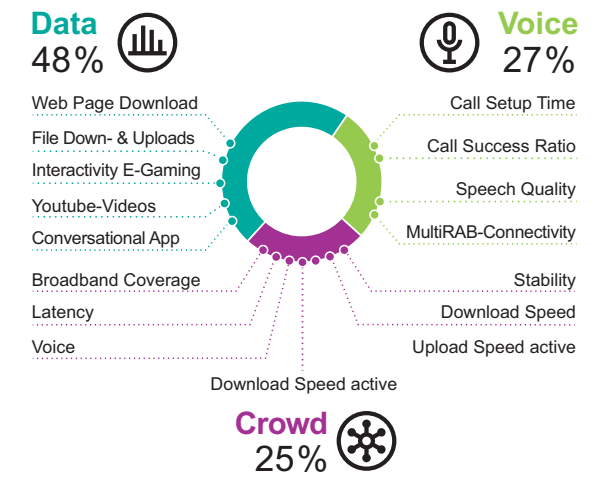 Data
48%
Voice
27%
Web Page Download
File Down- & Uploads
Interactivity E-Gaming
Youtube-Videos
Conversational App
Call Setup Time
Call Success Ratio
Speech Quality
MultiRAB-Connectivity
Broadband Coverage
Latency
Voice
Stability
Download Speed
Upload Speed active
Download Speed active
Crowd
25%